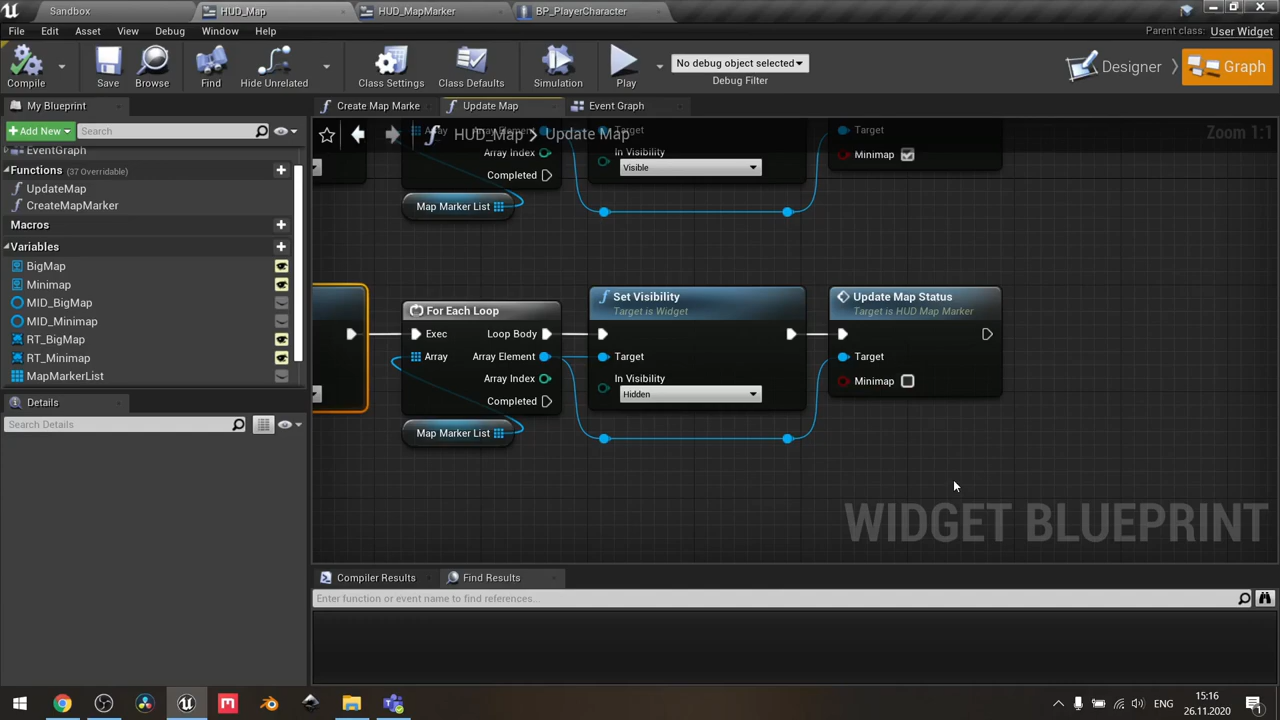 Sandbox
HUD_Map
HUD_MapMarker
BP_PlayerCharacter
File Edit Asset View Debug Window Help
Parent class: User Widget
Compile
Save
Browse
Find
Hide Unrelated
Class Settings
Class Defaults
Simulation
Play
No debug object selected
Debug Filter
Designer
Graph
My Blueprint
Create Map Marke
Update Map
Event Graph
Add New
Search
HUD_Map > Update Map
Zoom 1:1
EventGraph
Functions (37 Overridable)
UpdateMap
CreateMapMarker
Macros
Variables
BigMap
Minimap
MID_BigMap
MID_Minimap
RT_BigMap
RT_Minimap
MapMarkerList
Details
Search Details
Array Array Element
Array Index
Completed
Map Marker List
Target
In Visibility
Visible
Target
Minimap
For Each Loop
Exec Loop Body
Array Array Element
Array Index
Completed
Map Marker List
Set Visibility
Target is Widget
Target
In Visibility
Hidden
Update Map Status
Target is HUD Map Marker
Target
Minimap
WIDGET BLUEPRINT
Compiler Results
Find Results
Enter function or event name to find references...
ENG
15:16
26.11.2020
1